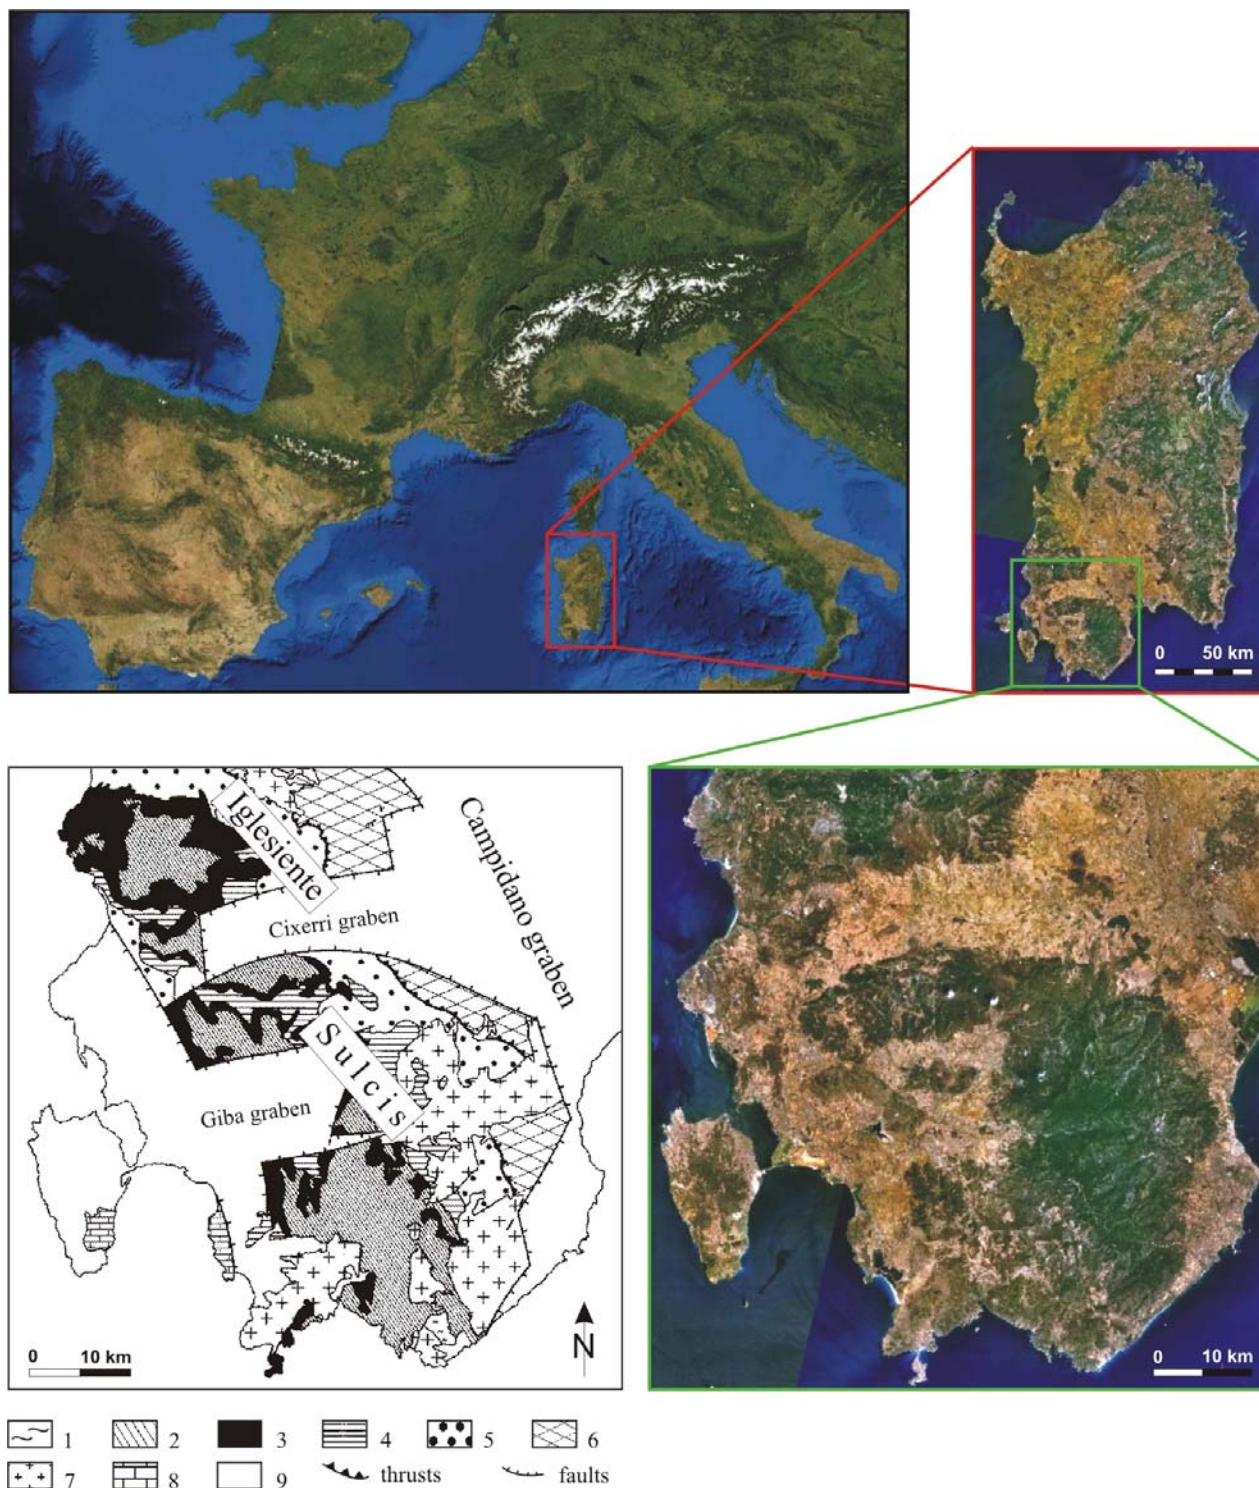 0 50 km
Iglesiente
Campidano graben
Cixerri graben
Sulcis
Giba graben
N
0 10 km
0 10 km
1 2 3 4 5 6
7 8 9 thrusts faults